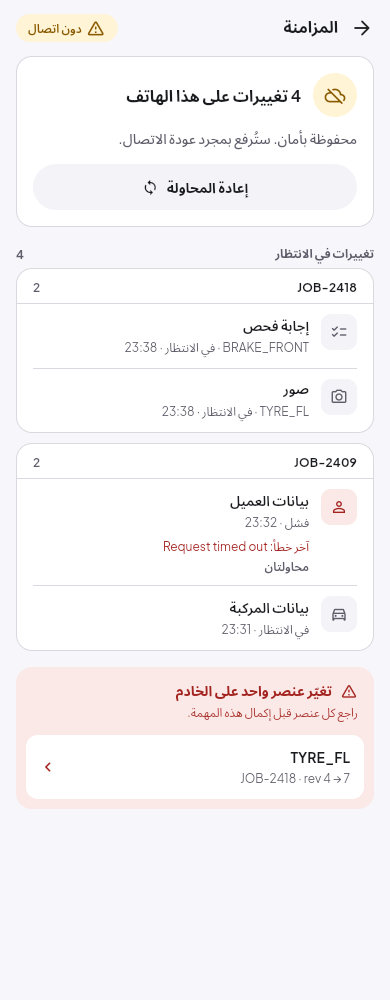 المزامنة
دون اتصال
4 تغييرات على هذا الهاتف
محفوظة بأمان. ستُرفع بمجرد عودة الاتصال.
إعادة المحاولة
تغييرات في الانتظار
4
JOB-2418
2
إجابة فحص
BRAKE_FRONT · في الانتظار · 23:38
صور
TYRE_FL · في الانتظار · 23:38
JOB-2409
2
بيانات العميل
فشل · 23:32
آخر خطأ: Request timed out
محاولتان
بيانات المركبة
في الانتظار · 23:31
تغيّر عنصر واحد على الخادم
راجع كل عنصر قبل إكمال هذه المهمة.
TYRE_FL
JOB-2418 · rev 4 → 7